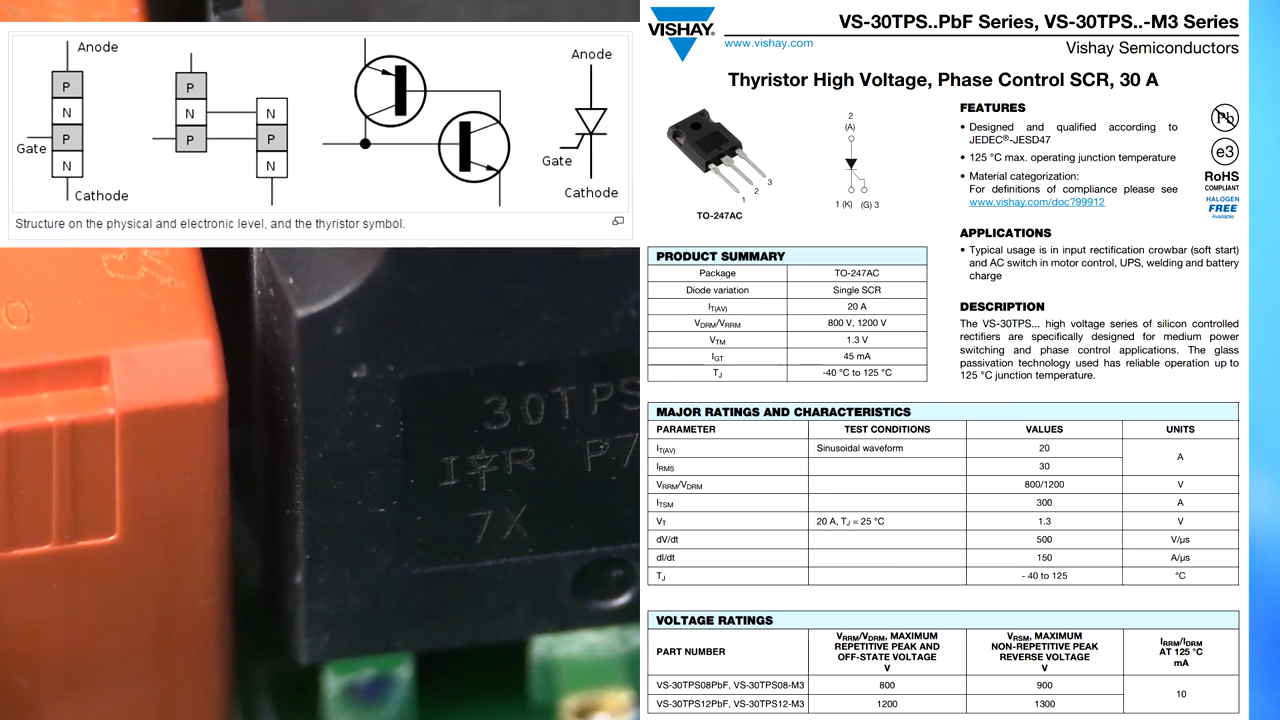 Anode
P
P
N
N
N
P
P
P
Gate
N
N
Cathode
Anode
Gate
Cathode
Structure on the physical and electronic level, and the thyristor symbol.
30TPS
I R P7
7X
VISHAY®
www.vishay.com
VS-30TPS..PbF Series, VS-30TPS..-M3 Series
Vishay Semiconductors
Thyristor High Voltage, Phase Control SCR, 30 A
2
(A)
1 (K) (G) 3
1
2
3
TO-247AC
FEATURES
• Designed and qualified according to
JEDEC®-JESD47
• 125 °C max. operating junction temperature
• Material categorization:
For definitions of compliance please see
www.vishay.com/doc?99912
Pb
e3
RoHS
COMPLIANT
HALOGEN
FREE
Available
APPLICATIONS
• Typical usage is in input rectification crowbar (soft start)
and AC switch in motor control, UPS, welding and battery
charge
PRODUCT SUMMARY
Package TO-247AC
Diode variation Single SCR
IT(AV) 20 A
VDRM/VRRM 800 V, 1200 V
VTM 1.3 V
IGT 45 mA
TJ -40 °C to 125 °C
DESCRIPTION
The VS-30TPS... high voltage series of silicon controlled
rectifiers are specifically designed for medium power
switching and phase control applications. The glass
passivation technology used has reliable operation up to
125 °C junction temperature.
MAJOR RATINGS AND CHARACTERISTICS
PARAMETER TEST CONDITIONS VALUES UNITS
IT(AV) Sinusoidal waveform 20 A
IRMS 30
VRRM/VDRM 800/1200 V
ITSM 300 A
VT 20 A, TJ = 25 °C 1.3 V
dV/dt 500 V/µs
dI/dt 150 A/µs
TJ - 40 to 125 °C
VOLTAGE RATINGS
PART NUMBER
VRRM/VDRM, MAXIMUM
REPETITIVE PEAK AND
OFF-STATE VOLTAGE
V
VRSM, MAXIMUM
NON-REPETITIVE PEAK
REVERSE VOLTAGE
V
IRRM/IDRM
AT 125 °C
mA
VS-30TPS08PbF, VS-30TPS08-M3 800 900 10
VS-30TPS12PbF, VS-30TPS12-M3 1200 1300